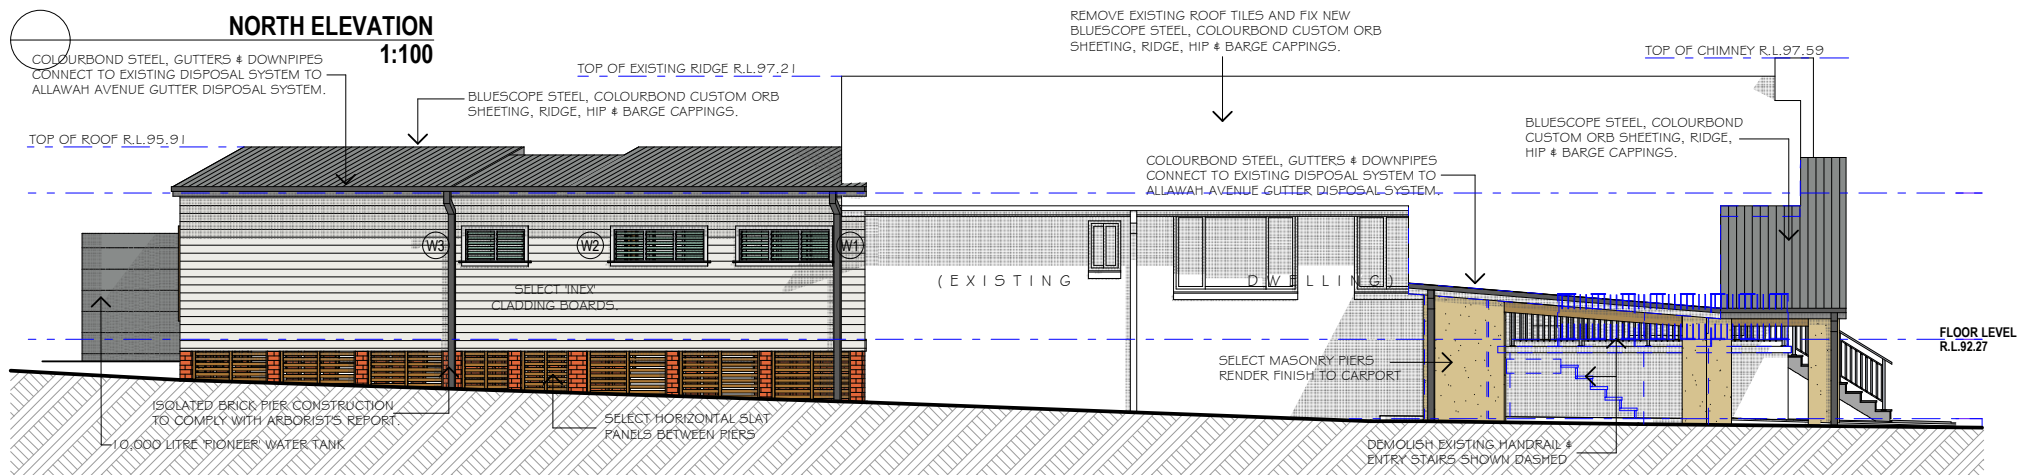 NORTH ELEVATION
1:100
COLOURBOND STEEL, GUTTERS & DOWNPIPES
CONNECT TO EXISTING DISPOSAL SYSTEM TO
ALLAWAH AVENUE GUTTER DISPOSAL SYSTEM.
TOP OF ROOF R.L.95.91
BLUESCOPE STEEL, COLOURBOND CUSTOM ORB
SHEETING, RIDGE, HIP & BARGE CAPPINGS.
TOP OF EXISTING RIDGE R.L.97.21
REMOVE EXISTING ROOF TILES AND FIX NEW
BLUESCOPE STEEL, COLOURBOND CUSTOM ORB
SHEETING, RIDGE, HIP & BARGE CAPPINGS.
TOP OF CHIMNEY R.L.97.59
BLUESCOPE STEEL, COLOURBOND
CUSTOM ORB SHEETING, RIDGE,
HIP & BARGE CAPPINGS.
COLOURBOND STEEL, GUTTERS & DOWNPIPES
CONNECT TO EXISTING DISPOSAL SYSTEM TO
ALLAWAH AVENUE GUTTER DISPOSAL SYSTEM.
W3
W2
W1
SELECT 'INEX'
CLADDING BOARDS.
(EXISTING DWELLING)
FLOOR LEVEL
R.L.92.27
SELECT MASONRY PIERS
RENDER FINISH TO CARPORT
ISOLATED BRICK PIER CONSTRUCTION
TO COMPLY WITH ARBORISTS REPORT.
10,000 LITRE 'PIONEER' WATER TANK
SELECT HORIZONTAL SLAT
PANELS BETWEEN PIERS
DEMOLISH EXISTING HANDRAIL &
ENTRY STAIRS SHOWN DASHED